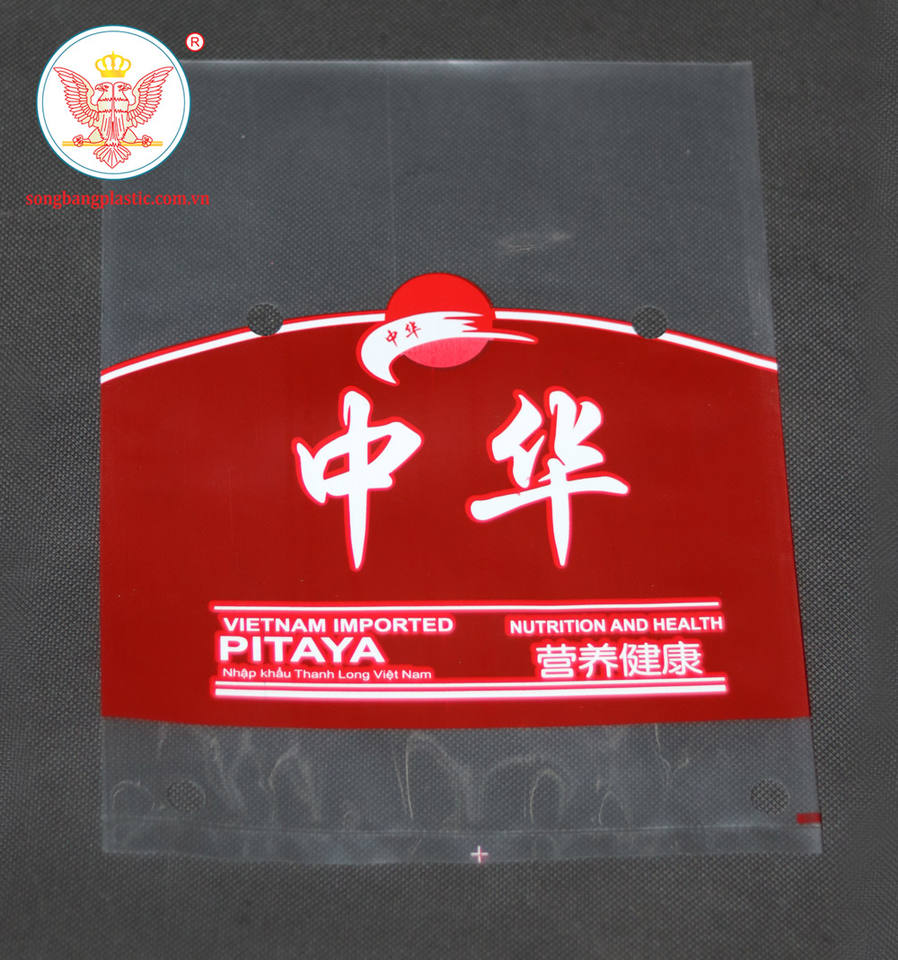 ®
songbangplastic.com.vn
中华
中华
VIETNAM IMPORTED
PITAYA
Nhập khẩu Thanh Long Việt Nam
NUTRITION AND HEALTH
营养健康